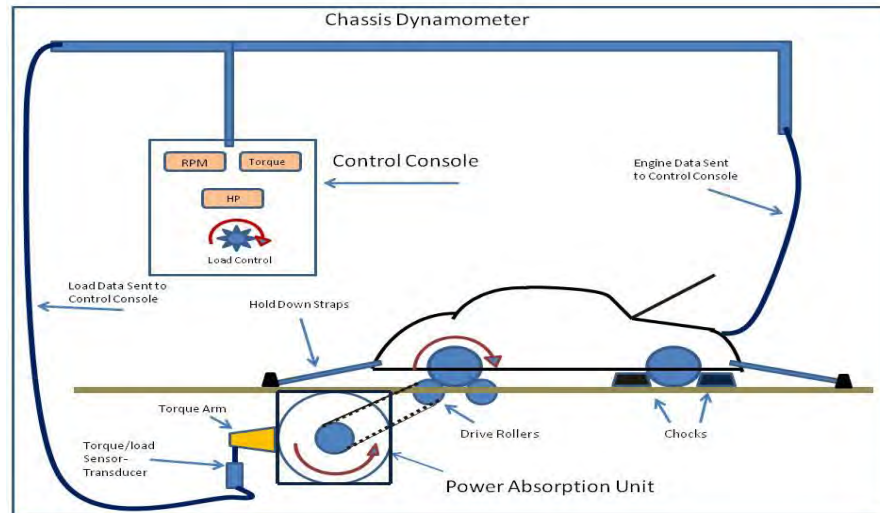 Chassis Dynamometer
RPM
Torque
HP
Load Control
Control Console
Engine Data Sent
to Control Console
Load Data Sent to
Control Console
Hold Down Straps
Torque Arm
Torque/load
Sensor-
Transducer
Drive Rollers
Chocks
Power Absorption Unit